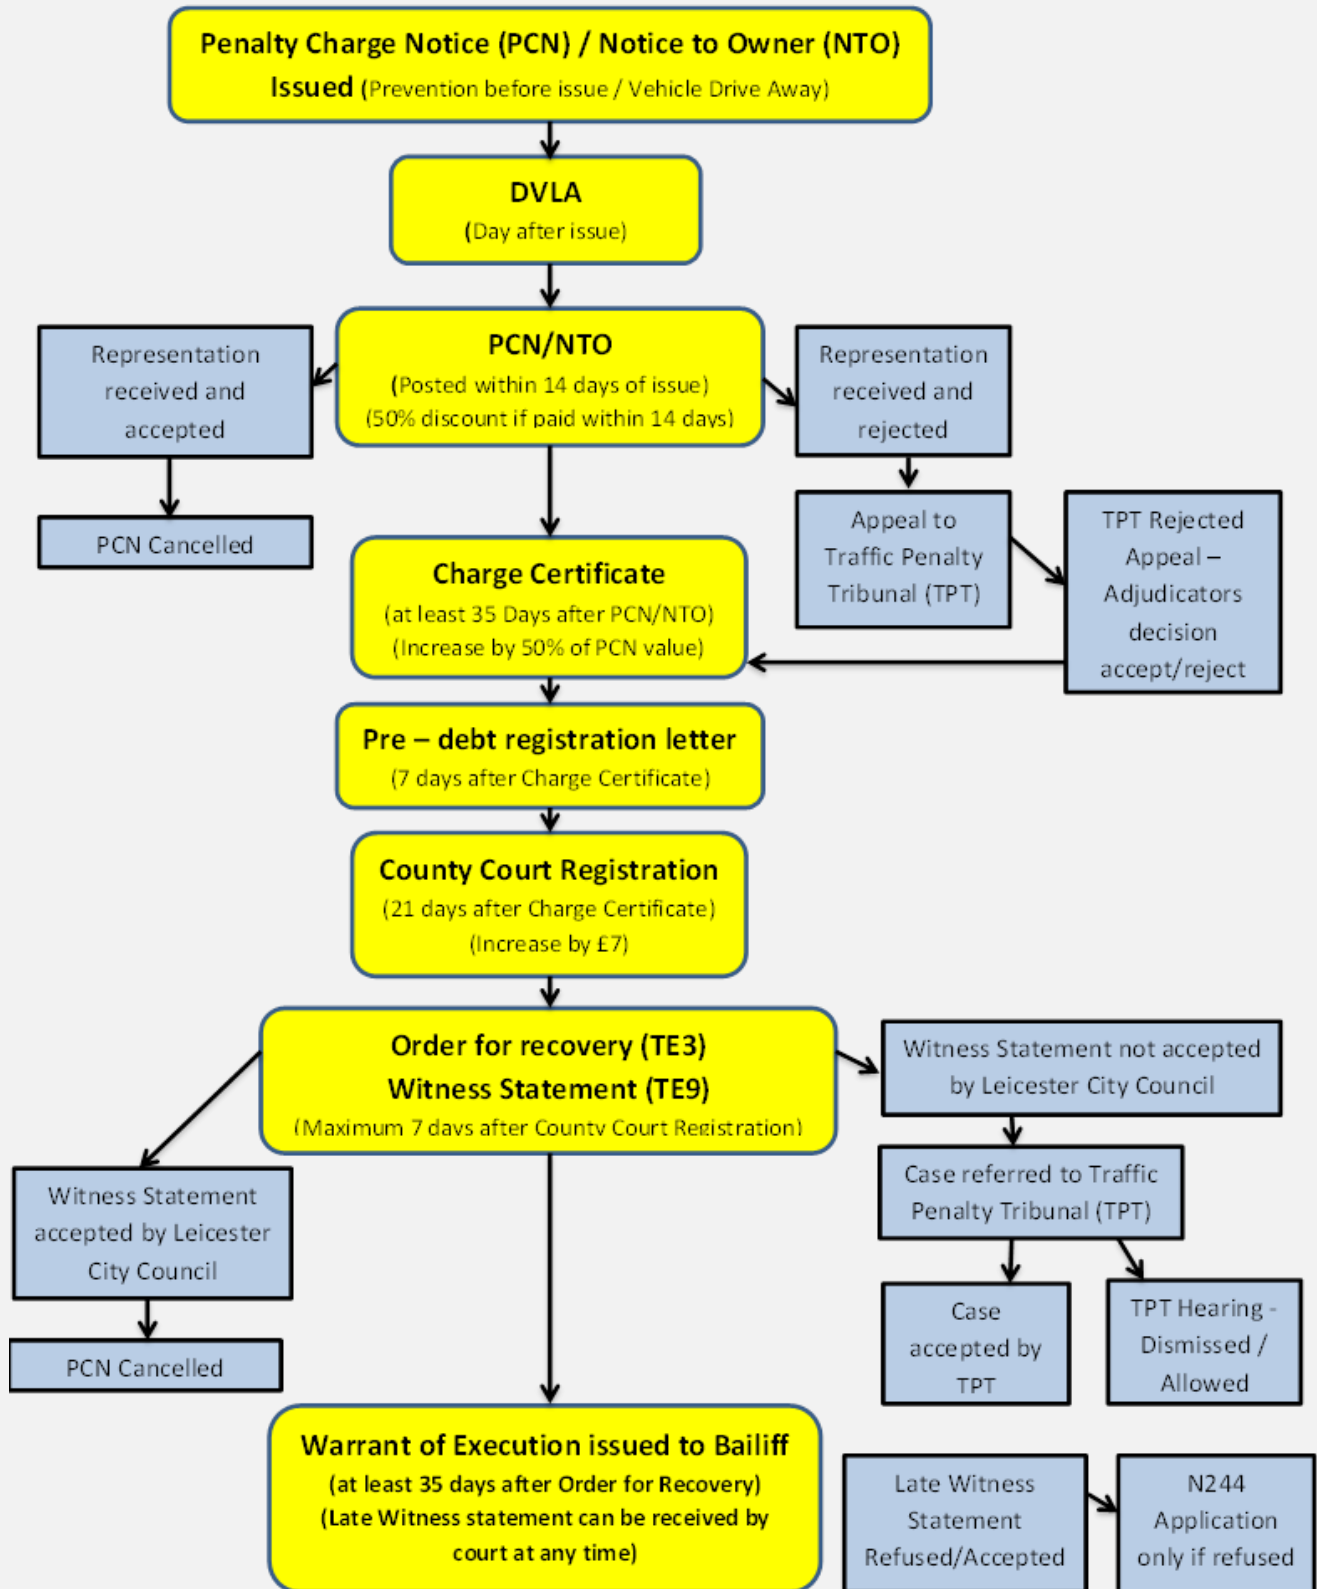 Penalty Charge Notice (PCN) / Notice to Owner (NTO)
Issued (Prevention before issue / Vehicle Drive Away)
DVLA
(Day after issue)
PCN/NTO
(Posted within 14 days of issue)
(50% discount if paid within 14 days)
Representation
received and
accepted
PCN Cancelled
Representation
received and
rejected
Appeal to
Traffic Penalty
Tribunal (TPT)
TPT Rejected
Appeal –
Adjudicators
decision
accept/reject
Charge Certificate
(at least 35 Days after PCN/NTO)
(Increase by 50% of PCN value)
Pre – debt registration letter
(7 days after Charge Certificate)
County Court Registration
(21 days after Charge Certificate)
(Increase by £7)
Order for recovery (TE3)
Witness Statement (TE9)
(Maximum 7 days after County Court Registration)
Witness Statement
accepted by Leicester
City Council
PCN Cancelled
Witness Statement not accepted
by Leicester City Council
Case referred to Traffic
Penalty Tribunal (TPT)
Case
accepted by
TPT
TPT Hearing -
Dismissed /
Allowed
Warrant of Execution issued to Bailiff
(at least 35 days after Order for Recovery)
(Late Witness statement can be received by
court at any time)
Late Witness
Statement
Refused/Accepted
N244
Application
only if refused